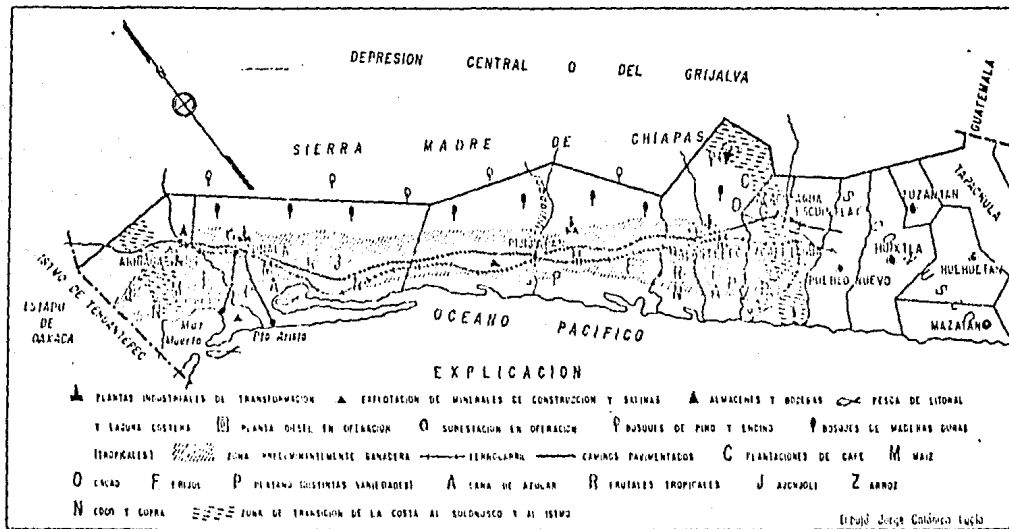 DEPRESION CENTRAL O DEL GRIJALVA
GUATEMALA
SIERRA MADRE DE CHIAPAS
TAPACHULA
TUZANTAN
ESCUINTLA
HUIXTLA
HUEHUETAN
ARRIAGA
PUEBLO NUEVO
ISTMO DE TEHUANTEPEC
ESTADO
DE
OAXACA
Mar
Muerto
Pto Arista
OCEANO PACIFICO
MAZATAN
EXPLICACION
PLANTAS INDUSTRIALES DE TRANSFORMACION EXPLOTACION DE MINERALES DE CONSTRUCCION Y SALINAS ALMACENES Y BODEGAS PESCA DE LITORAL
Y LAGUNA COSTERA PLANTA DIESEL EN OPERACION SUBESTACION EN OPERACION BOSQUES DE PINO Y ENCINO BOSQUES DE MADERAS DURAS
(TROPICALES) ZONA PREDOMINANTEMENTE GANADERA FERROCARRIL CAMINOS PAVIMENTADOS C PLANTACIONES DE CAFE M MAIZ
O CACAO F FRIJOL P PLATANO (DISTINTAS VARIEDADES) A CAÑA DE AZUCAR R FRUTALES TROPICALES J AJONJOLI Z ARROZ
N COCO Y COPRA ZONA DE TRANSICION DE LA COSTA AL SOCONUSCO Y AL ISTMO
Dibujó Jorge